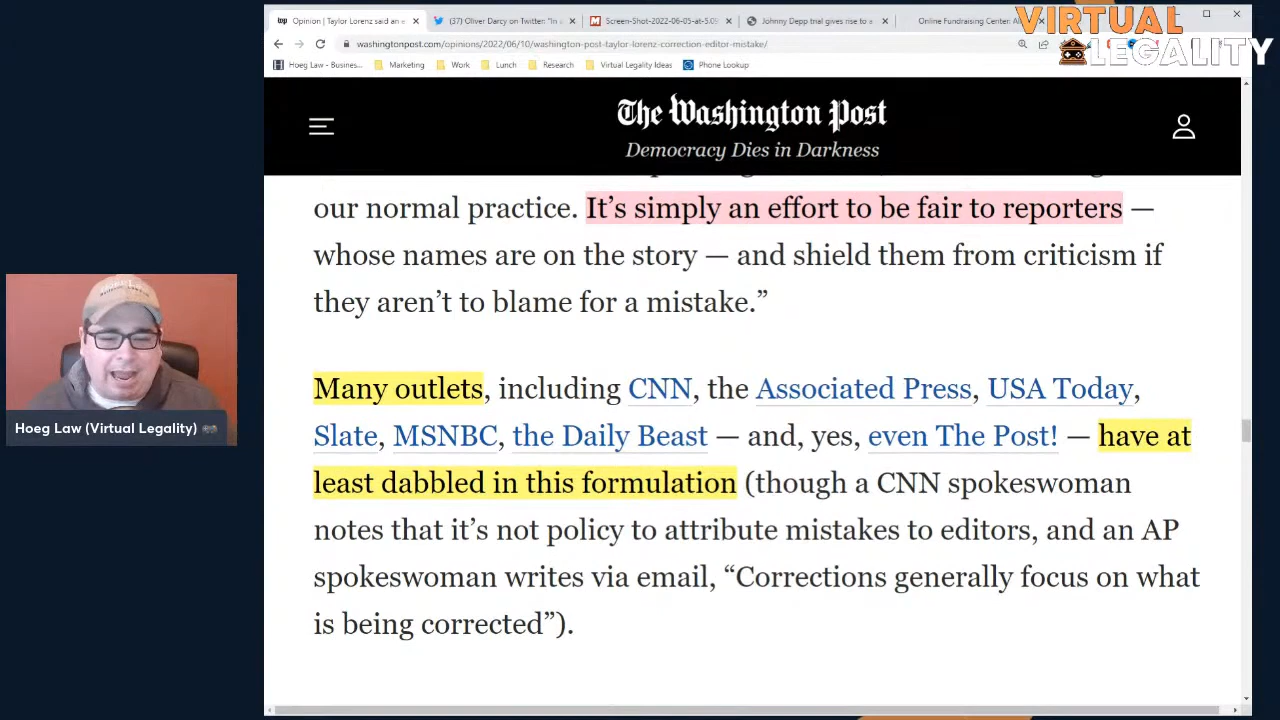 Opinion | Taylor Lorenz said an e
(37) Oliver Darcy on Twitter: "In a
Screen-Shot-2022-06-05-at-5.09
Johnny Depp trial gives rise to a
Online Fundraising Center: Al
VIRTUAL
LEGALITY
washingtonpost.com/opinions/2022/06/10/washington-post-taylor-lorenz-correction-editor-mistake/
Hoeg Law - Busines...
Marketing
Work
Lunch
Research
Virtual Legality Ideas
Phone Lookup
The Washington Post
Democracy Dies in Darkness
our normal practice. It’s simply an effort to be fair to reporters —
whose names are on the story — and shield them from criticism if
they aren’t to blame for a mistake.”
Many outlets, including CNN, the Associated Press, USA Today,
Slate, MSNBC, the Daily Beast — and, yes, even The Post! — have at
least dabbled in this formulation (though a CNN spokeswoman
notes that it’s not policy to attribute mistakes to editors, and an AP
spokeswoman writes via email, “Corrections generally focus on what
is being corrected”).
Hoeg Law (Virtual Legality)